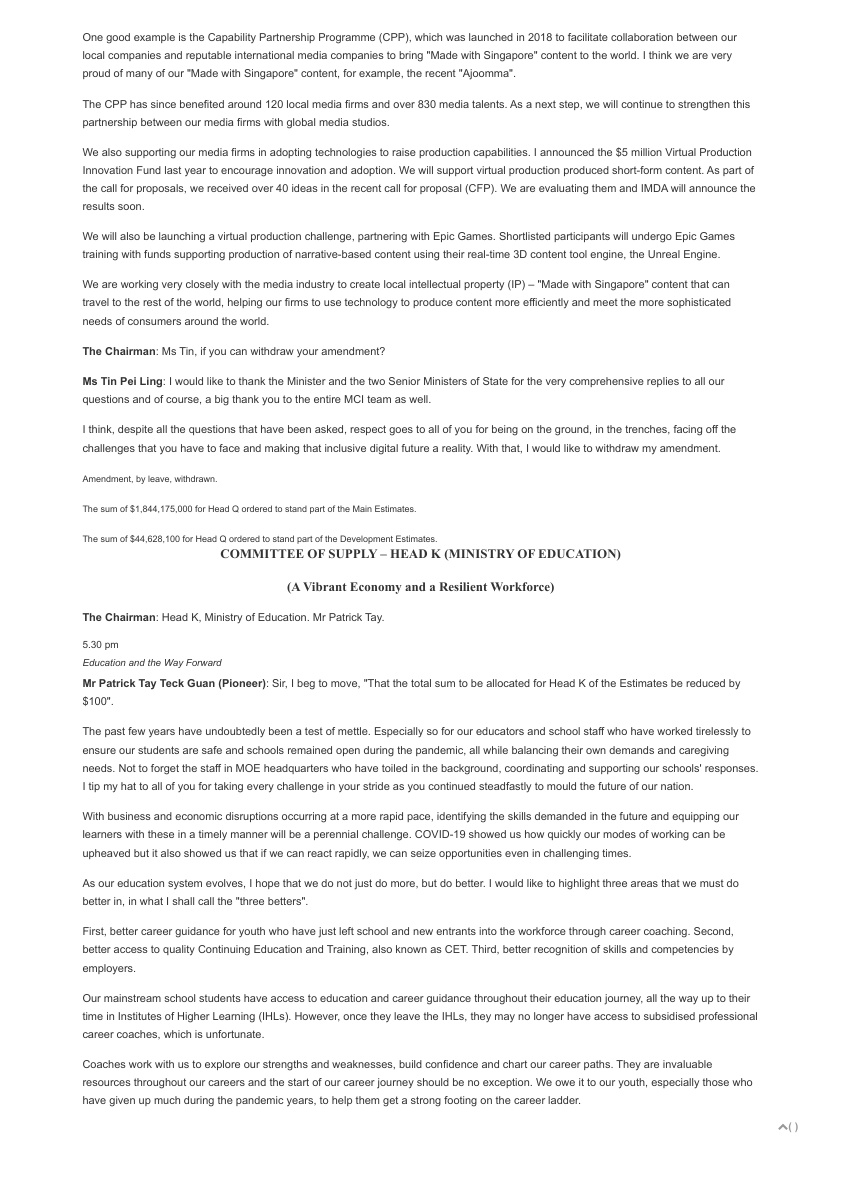 One good example is the Capability Partnership Programme (CPP), which was launched in 2018 to facilitate collaboration between our
local companies and reputable international media companies to bring "Made with Singapore" content to the world. I think we are very
proud of many of our "Made with Singapore" content, for example, the recent "Ajoomma".
The CPP has since benefited around 120 local media firms and over 830 media talents. As a next step, we will continue to strengthen this
partnership between our media firms with global media studios.
We also supporting our media firms in adopting technologies to raise production capabilities. I announced the $5 million Virtual Production
Innovation Fund last year to encourage innovation and adoption. We will support virtual production produced short-form content. As part of
the call for proposals, we received over 40 ideas in the recent call for proposal (CFP). We are evaluating them and IMDA will announce the
results soon.
We will also be launching a virtual production challenge, partnering with Epic Games. Shortlisted participants will undergo Epic Games
training with funds supporting production of narrative-based content using their real-time 3D content tool engine, the Unreal Engine.
We are working very closely with the media industry to create local intellectual property (IP) – "Made with Singapore" content that can
travel to the rest of the world, helping our firms to use technology to produce content more efficiently and meet the more sophisticated
needs of consumers around the world.
The Chairman: Ms Tin, if you can withdraw your amendment?
Ms Tin Pei Ling: I would like to thank the Minister and the two Senior Ministers of State for the very comprehensive replies to all our
questions and of course, a big thank you to the entire MCI team as well.
I think, despite all the questions that have been asked, respect goes to all of you for being on the ground, in the trenches, facing off the
challenges that you have to face and making that inclusive digital future a reality. With that, I would like to withdraw my amendment.
Amendment, by leave, withdrawn.
The sum of $1,844,175,000 for Head Q ordered to stand part of the Main Estimates.
The sum of $44,628,100 for Head Q ordered to stand part of the Development Estimates.
COMMITTEE OF SUPPLY – HEAD K (MINISTRY OF EDUCATION)
(A Vibrant Economy and a Resilient Workforce)
The Chairman: Head K, Ministry of Education. Mr Patrick Tay.
5.30 pm
Education and the Way Forward
Mr Patrick Tay Teck Guan (Pioneer): Sir, I beg to move, "That the total sum to be allocated for Head K of the Estimates be reduced by
$100".
The past few years have undoubtedly been a test of mettle. Especially so for our educators and school staff who have worked tirelessly to
ensure our students are safe and schools remained open during the pandemic, all while balancing their own demands and caregiving
needs. Not to forget the staff in MOE headquarters who have toiled in the background, coordinating and supporting our schools' responses.
I tip my hat to all of you for taking every challenge in your stride as you continued steadfastly to mould the future of our nation.
With business and economic disruptions occurring at a more rapid pace, identifying the skills demanded in the future and equipping our
learners with these in a timely manner will be a perennial challenge. COVID-19 showed us how quickly our modes of working can be
upheaved but it also showed us that if we can react rapidly, we can seize opportunities even in challenging times.
As our education system evolves, I hope that we do not just do more, but do better. I would like to highlight three areas that we must do
better in, in what I shall call the "three betters".
First, better career guidance for youth who have just left school and new entrants into the workforce through career coaching. Second,
better access to quality Continuing Education and Training, also known as CET. Third, better recognition of skills and competencies by
employers.
Our mainstream school students have access to education and career guidance throughout their education journey, all the way up to their
time in Institutes of Higher Learning (IHLs). However, once they leave the IHLs, they may no longer have access to subsidised professional
career coaches, which is unfortunate.
Coaches work with us to explore our strengths and weaknesses, build confidence and chart our career paths. They are invaluable
resources throughout our careers and the start of our career journey should be no exception. We owe it to our youth, especially those who
have given up much during the pandemic years, to help them get a strong footing on the career ladder.
( )